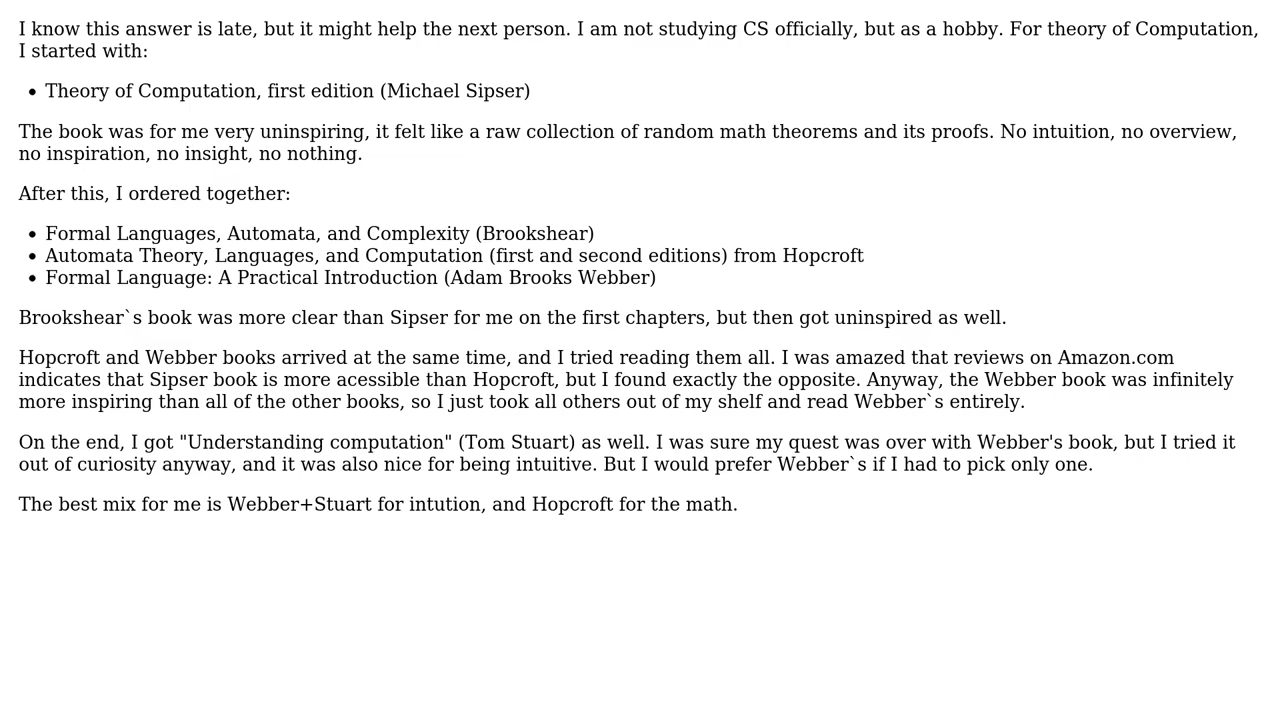 I know this answer is late, but it might help the next person. I am not studying CS officially, but as a hobby. For theory of Computation,
I started with:
• Theory of Computation, first edition (Michael Sipser)
The book was for me very uninspiring, it felt like a raw collection of random math theorems and its proofs. No intuition, no overview,
no inspiration, no insight, no nothing.
After this, I ordered together:
• Formal Languages, Automata, and Complexity (Brookshear)
• Automata Theory, Languages, and Computation (first and second editions) from Hopcroft
• Formal Language: A Practical Introduction (Adam Brooks Webber)
Brookshear`s book was more clear than Sipser for me on the first chapters, but then got uninspired as well.
Hopcroft and Webber books arrived at the same time, and I tried reading them all. I was amazed that reviews on Amazon.com
indicates that Sipser book is more acessible than Hopcroft, but I found exactly the opposite. Anyway, the Webber book was infinitely
more inspiring than all of the other books, so I just took all others out of my shelf and read Webber`s entirely.
On the end, I got "Understanding computation" (Tom Stuart) as well. I was sure my quest was over with Webber's book, but I tried it
out of curiosity anyway, and it was also nice for being intuitive. But I would prefer Webber`s if I had to pick only one.
The best mix for me is Webber+Stuart for intution, and Hopcroft for the math.